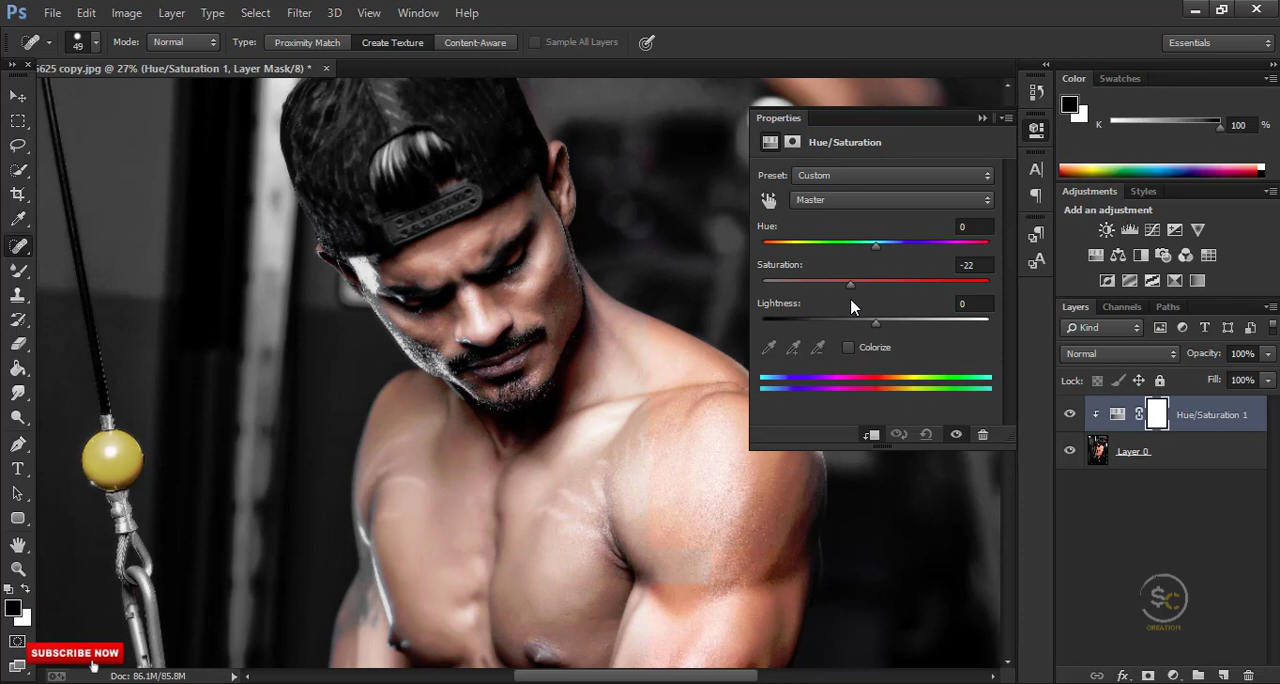 Ps File Edit Image Layer Type Select Filter 3D View Window Help
49 Mode: Normal Type: Proximity Match Create Texture Content-Aware Sample All Layers Essentials
5625 copy.jpg @ 27% (Hue/Saturation 1, Layer Mask/8) * ×
Color Swatches
K 100 %
Properties
Hue/Saturation
Preset: Custom
Master
Hue: 0
Saturation: -22
Lightness: 0
Colorize
Adjustments Styles
Add an adjustment
Layers Channels Paths
Kind
Normal Opacity: 100%
Lock: Fill: 100%
Hue/Saturation 1
Layer 0
SC
CREATION
SUBSCRIBE NOW
Doc: 86.1M/85.8M